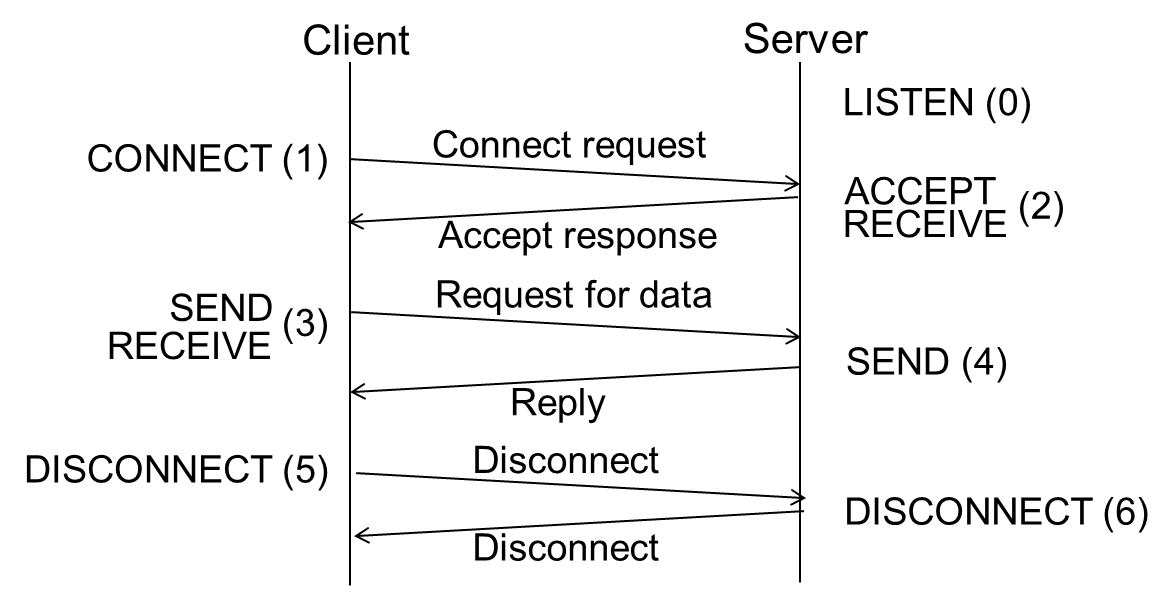 Client
Server
LISTEN (0)
Connect request
CONNECT (1)
ACCEPT
RECEIVE (2)
Accept response
Request for data
SEND
RECEIVE (3)
SEND (4)
Reply
Disconnect
DISCONNECT (5)
DISCONNECT (6)
Disconnect